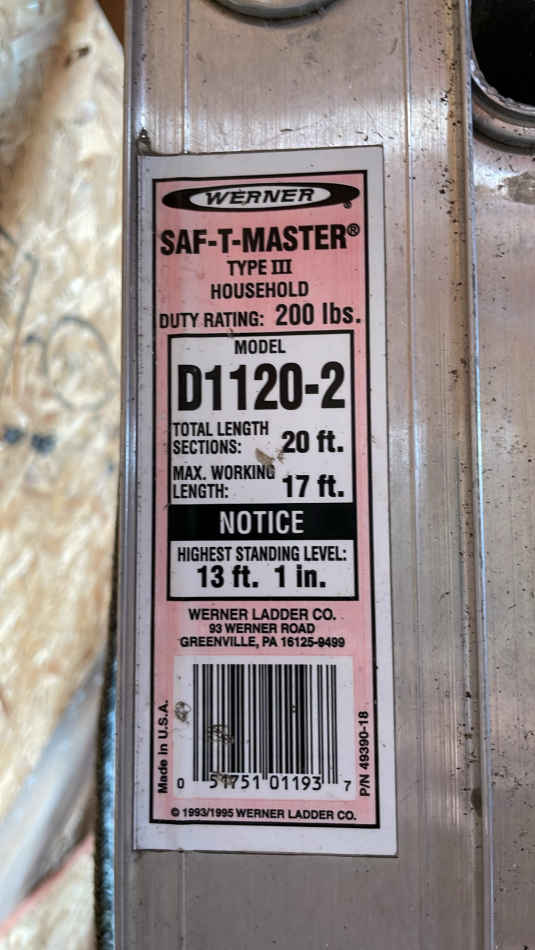 WERNER®
SAF-T-MASTER®
TYPE III
HOUSEHOLD
DUTY RATING: 200 lbs.
MODEL
D1120-2
TOTAL LENGTH
SECTIONS: 20 ft.
MAX. WORKING
LENGTH: 17 ft.
NOTICE
HIGHEST STANDING LEVEL:
13 ft. 1 in.
WERNER LADDER CO.
93 WERNER ROAD
GREENVILLE, PA 16125-9499
Made in U.S.A.
0 51751 01193 7
P/N 49390-18
© 1993/1995 WERNER LADDER CO.